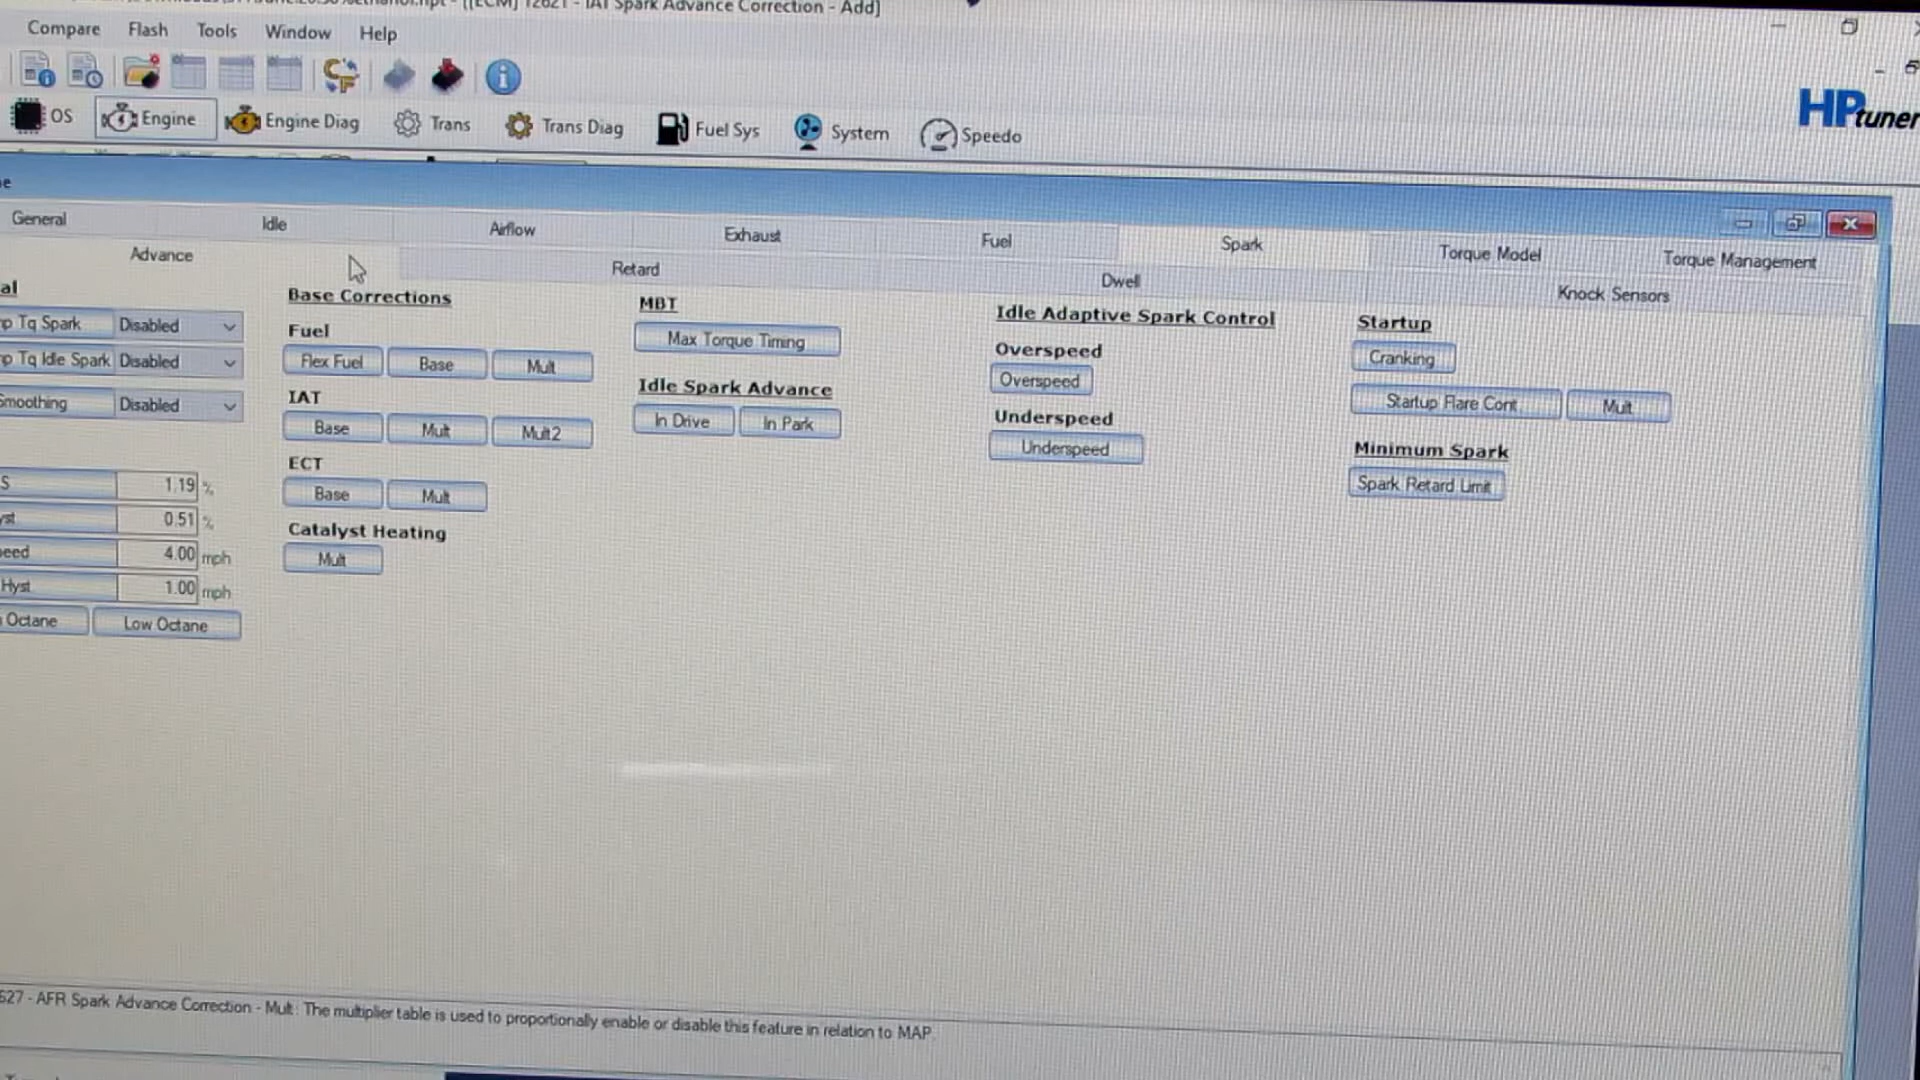 [ECM] 12621 - IAT Spark Advance Correction - Add]
Compare Flash Tools Window Help
OS Engine Engine Diag Trans Trans Diag Fuel Sys System Speedo
HPtuner
General Idle Airflow Exhaust Fuel Spark Torque Model Torque Management
Advance Retard Dwell Knock Sensors
al
p Tq Spark Disabled
p Tq Idle Spark Disabled
Smoothing Disabled
S 1.19 %
yst 0.51 %
eed 4.00 mph
Hyst 1.00 mph
Octane Low Octane
Base Corrections
Fuel
Flex Fuel Base Mult
IAT
Base Mult Mult2
ECT
Base Mult
Catalyst Heating
Mult
MBT
Max Torque Timing
Idle Spark Advance
In Drive In Park
Idle Adaptive Spark Control
Overspeed
Overspeed
Underspeed
Underspeed
Startup
Cranking
Startup Flare Cont Mult
Minimum Spark
Spark Retard Limit
627 - AFR Spark Advance Correction - Mult : The multiplier table is used to proportionally enable or disable this feature in relation to MAP.